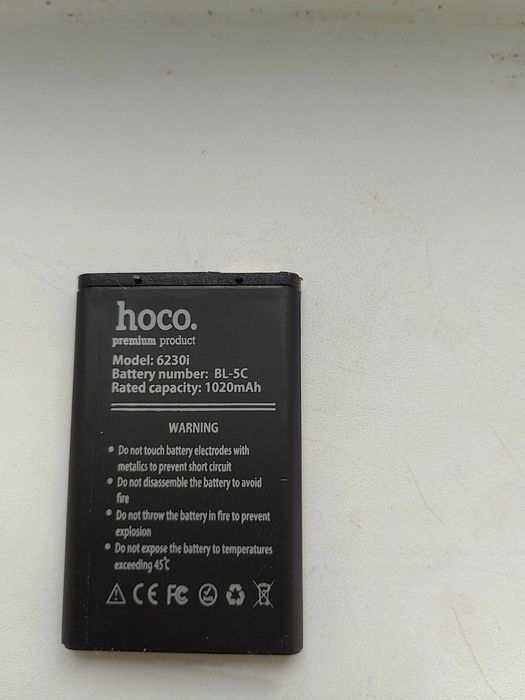 hoco.
premium product
Model: 6230i
Battery number: BL-5C
Rated capacity: 1020mAh
WARNING
• Do not touch battery electrodes with
metalics to prevent short circuit
• Do not disassemble the battery to avoid
fire
• Do not throw the battery in fire to prevent
explosion
• Do not expose the battery to temperatures
exceeding 45℃
CE FC